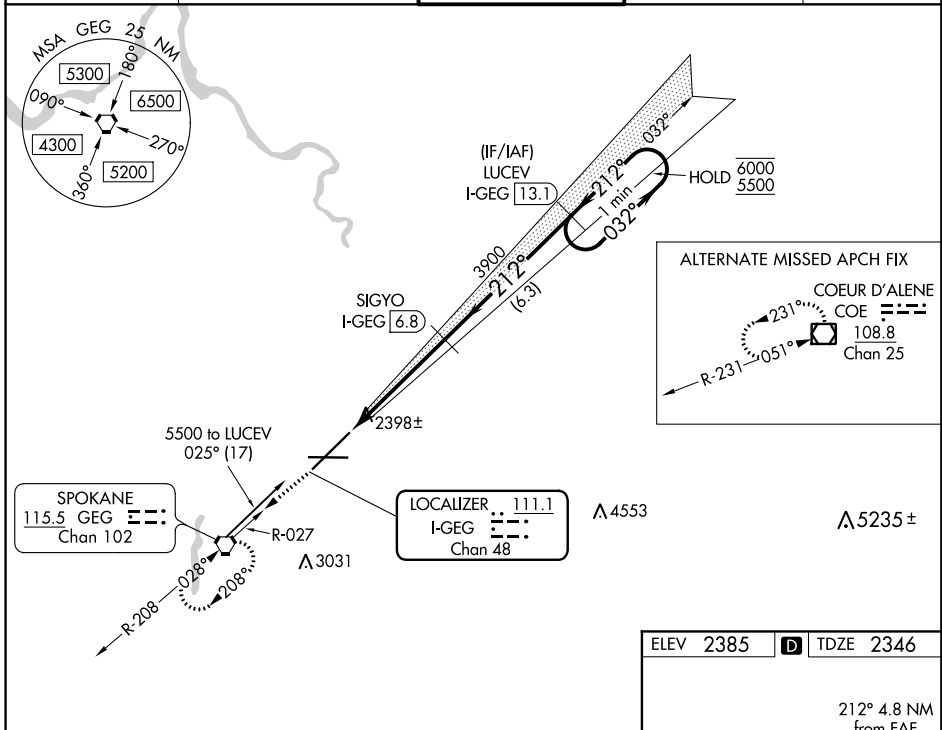 MSA GEG 25 NM
5300
180°
090°
6500
4300
270°
5200
360°
(IF/IAF)
LUCEV
I-GEG 13.1
032°
212°
1 min
032°
HOLD 6000
5500
3900
212°
(6.3)
SIGYO
I-GEG 6.8
ALTERNATE MISSED APCH FIX
COEUR D'ALENE
COE
108.8
Chan 25
231°
R-231
051°
2398±
5500 to LUCEV
025° (17)
SPOKANE
115.5 GEG
Chan 102
R-027
LOCALIZER 111.1
I-GEG
Chan 48
4553
5235±
3031
028°
208°
R-208
ELEV 2385 D TDZE 2346
212° 4.8 NM
from FAF